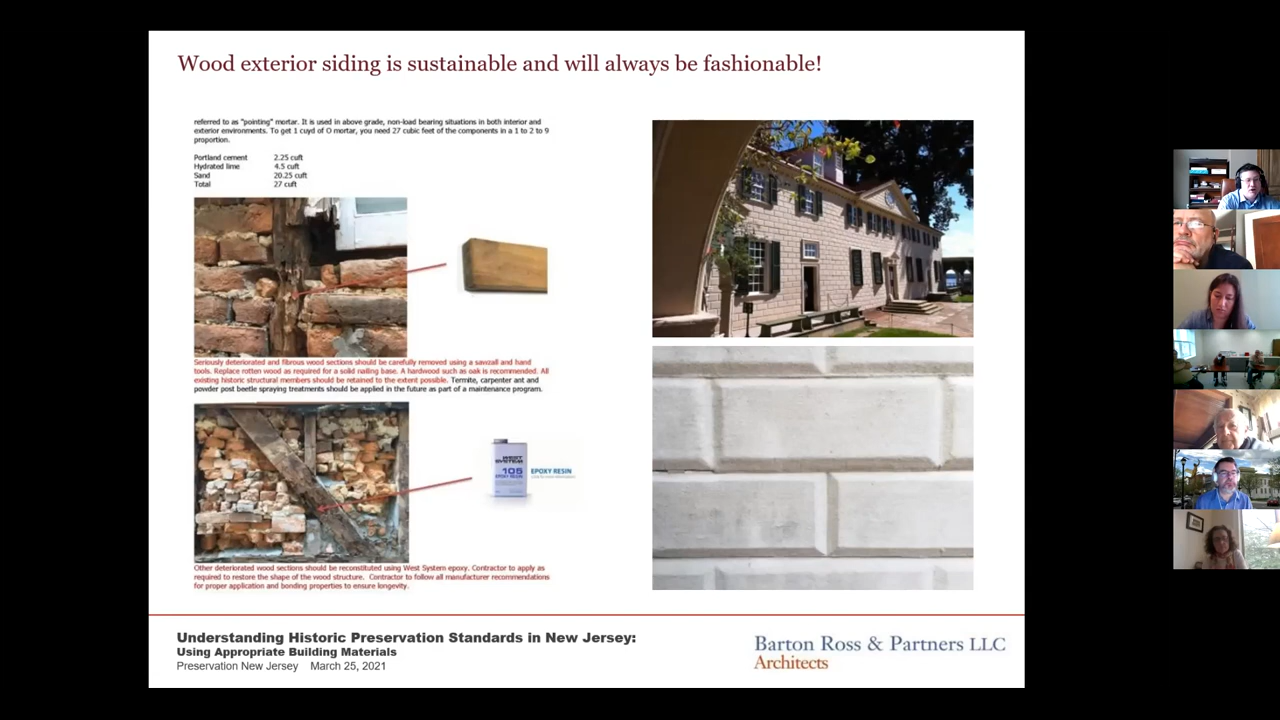 Wood exterior siding is sustainable and will always be fashionable!
referred to as "pointing" mortar. It is used in above grade, non-load bearing situations in both interior and
exterior environments. To get 1 cuyd of O mortar, you need 27 cubic feet of the components in a 1 to 2 to 9
proportion.
Portland cement 2.25 cuft
Hydrated lime 4.5 cuft
Sand 20.25 cuft
Total 27 cuft
Seriously deteriorated and fibrous wood sections should be carefully removed using a sawzall and hand
tools. Replace rotten wood as required for a solid nailing base. A hardwood such as oak is recommended. All
existing historic structural members should be retained to the extent possible. Termite, carpenter ant and
powder post beetle spraying treatments should be applied in the future as part of a maintenance program.
WEST
SYSTEM
105
EPOXY RESIN
EPOXY RESIN
Other deteriorated wood sections should be reconstituted using West System epoxy. Contractor to apply as
required to restore the shape of the wood structure. Contractor to follow all manufacturer recommendations
for proper application and bonding properties to ensure longevity.
Understanding Historic Preservation Standards in New Jersey:
Using Appropriate Building Materials
Preservation New Jersey March 25, 2021
Barton Ross & Partners LLC
Architects